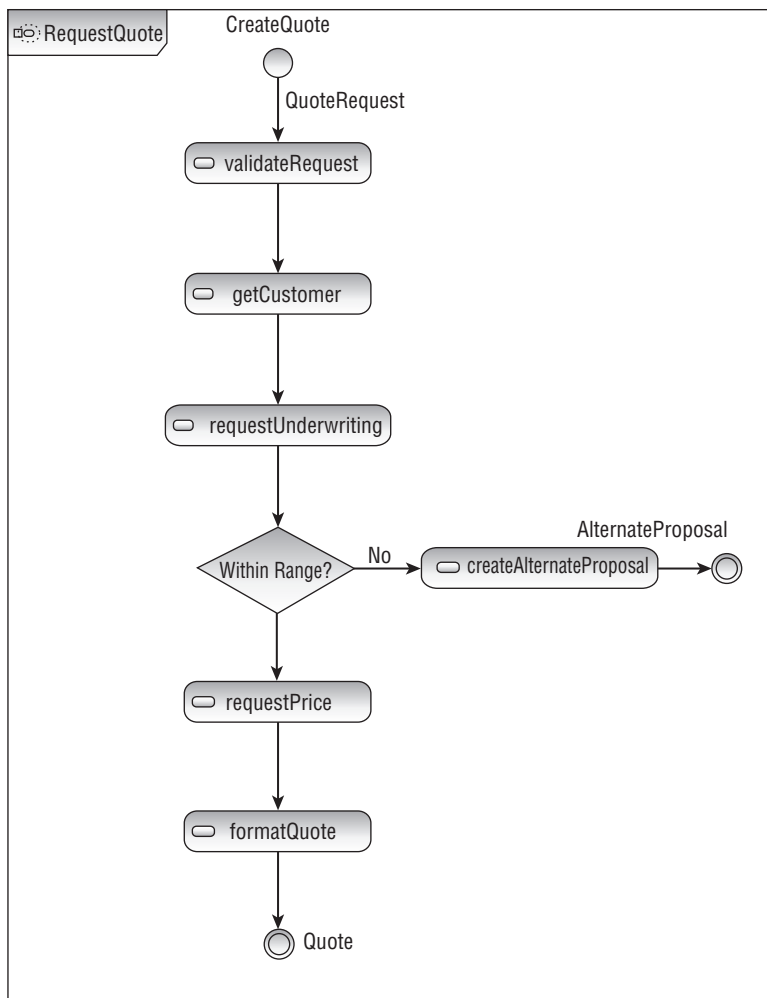 RequestQuote
CreateQuote
QuoteRequest
validateRequest
getCustomer
requestUnderwriting
Within Range?
No
createAlternateProposal
AlternateProposal
requestPrice
formatQuote
Quote